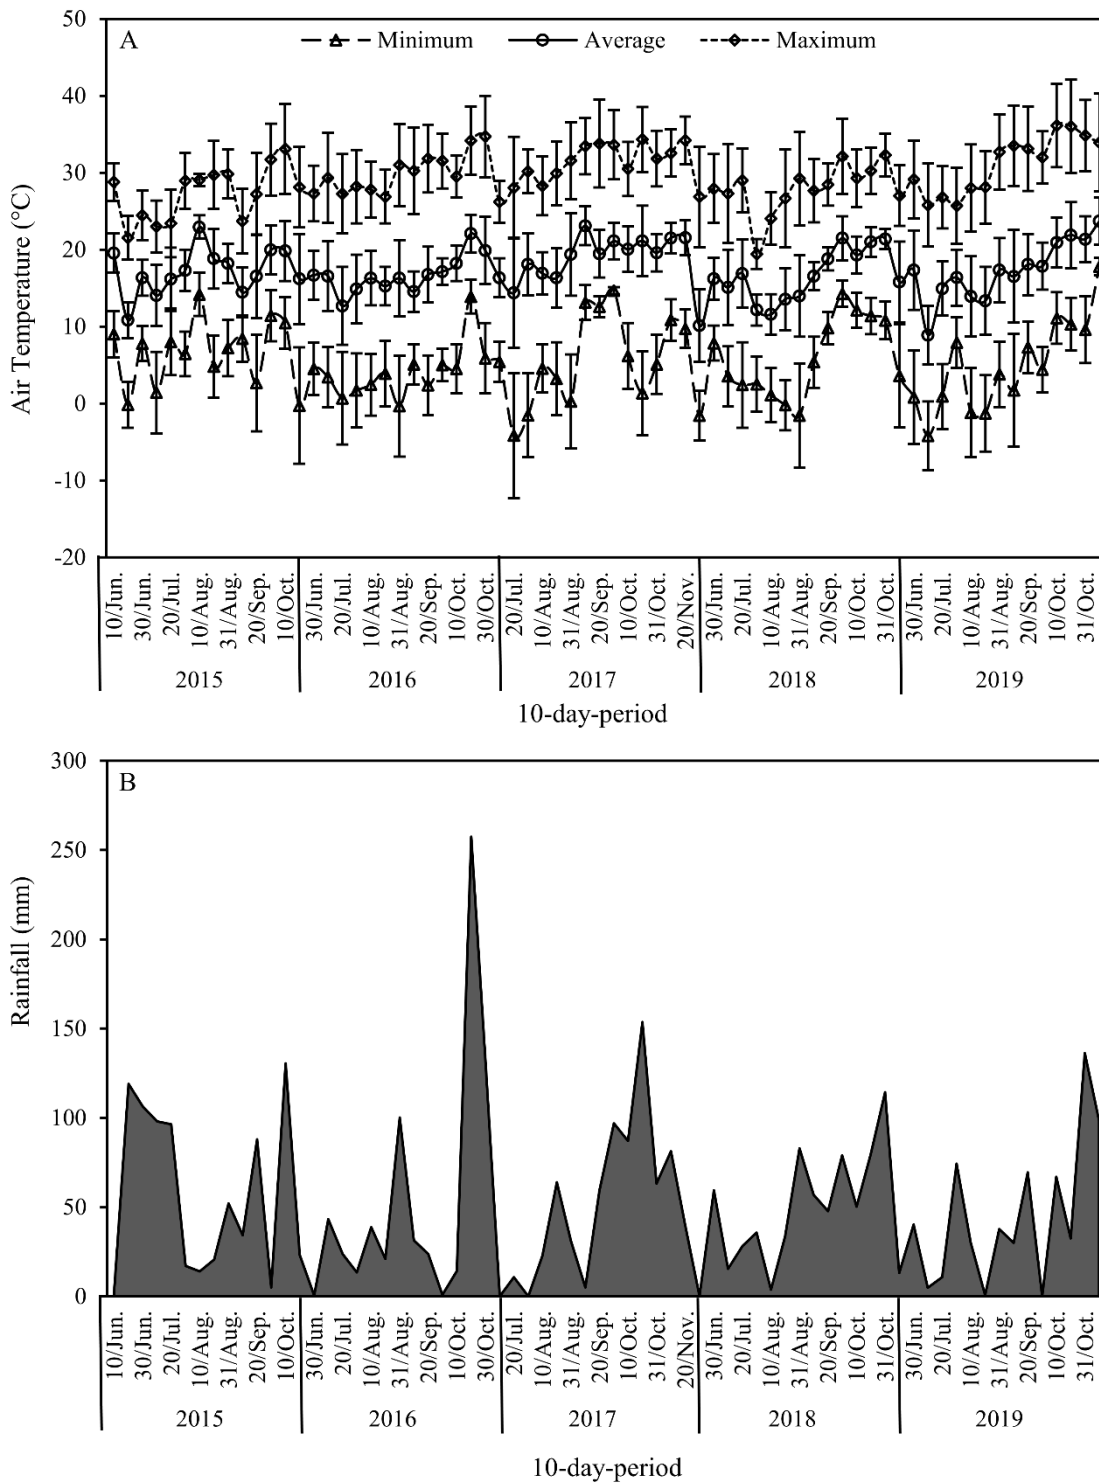 A
Minimum Average Maximum
50
40
30
20
10
0
-10
-20
Air Temperature (°C)
10/Jun. 30/Jun. 20/Jul. 10/Aug. 31/Aug. 20/Sep. 10/Oct. 30/Jun. 20/Jul. 10/Aug. 31/Aug. 20/Sep. 10/Oct. 30/Oct. 20/Jul. 10/Aug. 31/Aug. 20/Sep. 10/Oct. 31/Oct. 20/Nov. 30/Jun. 20/Jul. 10/Aug. 31/Aug. 20/Sep. 10/Oct. 31/Oct. 30/Jun. 20/Jul. 10/Aug. 31/Aug. 20/Sep. 10/Oct. 31/Oct.
2015 2016 2017 2018 2019
10-day-period
B
300
250
200
150
100
50
0
Rainfall (mm)
10/Jun. 30/Jun. 20/Jul. 10/Aug. 31/Aug. 20/Sep. 10/Oct. 30/Jun. 20/Jul. 10/Aug. 31/Aug. 20/Sep. 10/Oct. 30/Oct. 20/Jul. 10/Aug. 31/Aug. 20/Sep. 10/Oct. 31/Oct. 20/Nov. 30/Jun. 20/Jul. 10/Aug. 31/Aug. 20/Sep. 10/Oct. 31/Oct. 30/Jun. 20/Jul. 10/Aug. 31/Aug. 20/Sep. 10/Oct. 31/Oct.
2015 2016 2017 2018 2019
10-day-period